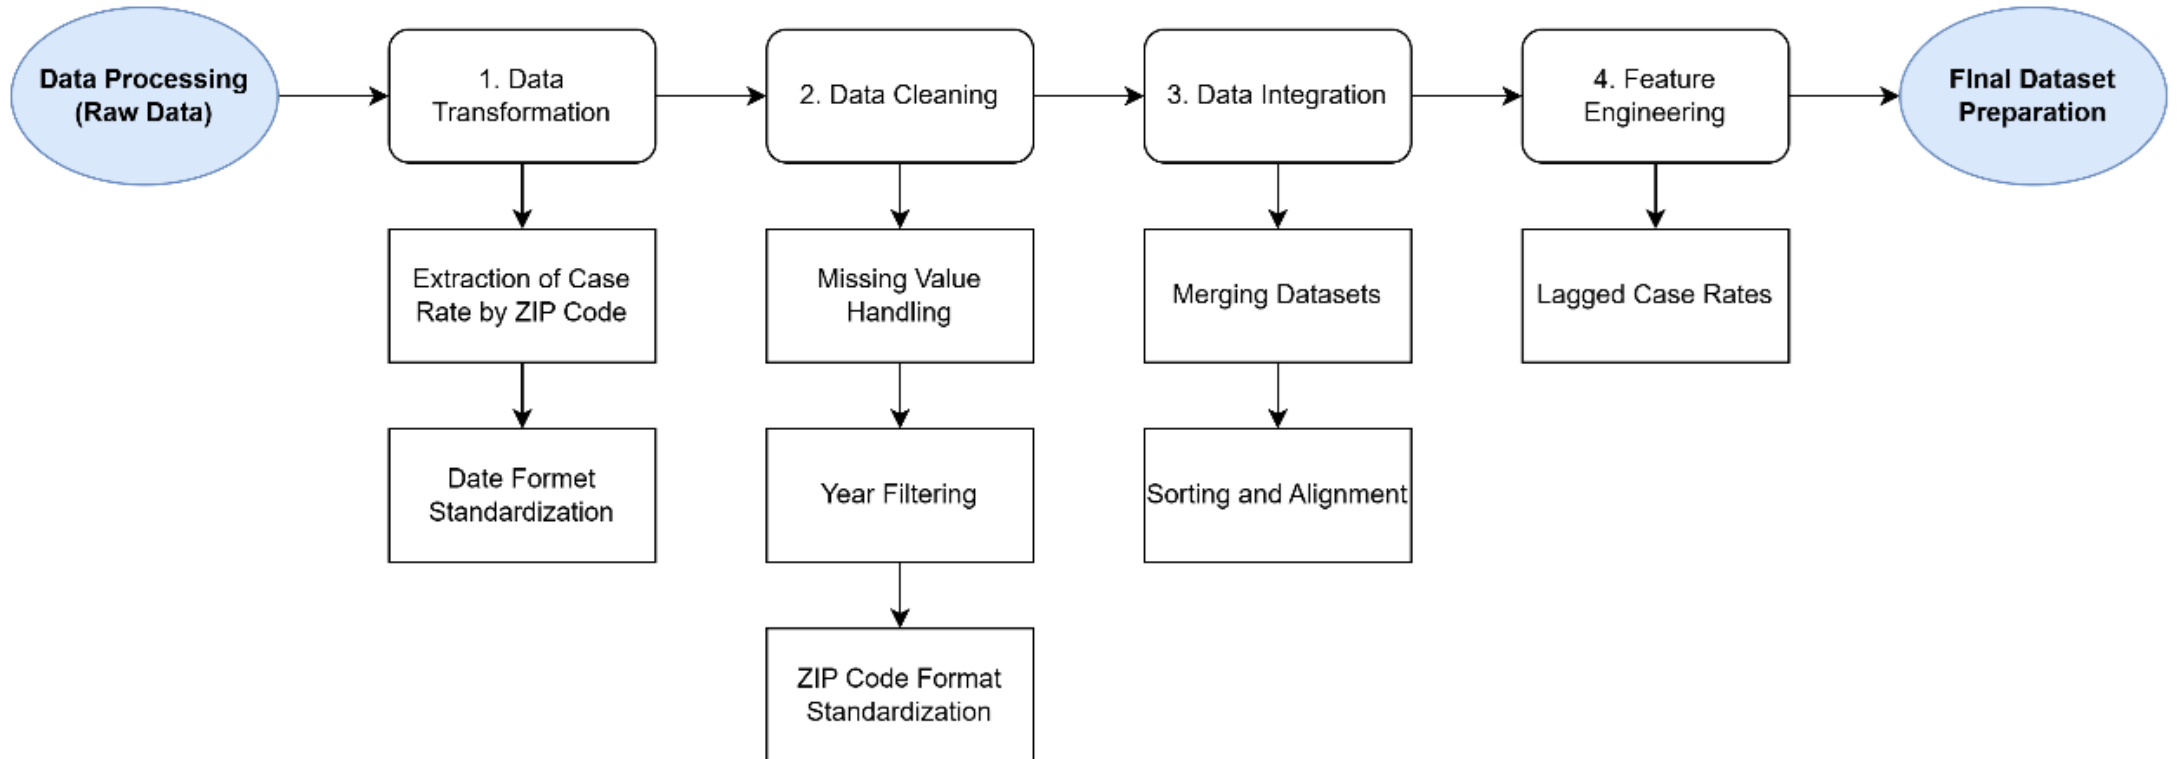 Data Processing
(Raw Data)
1. Data
Transformation
2. Data Cleaning
3. Data Integration
4. Feature
Engineering
FInal Dataset
Preparation
Extraction of Case
Rate by ZIP Code
Missing Value
Handling
Merging Datasets
Lagged Case Rates
Date Formet
Standardization
Year Filtering
Sorting and Alignment
ZIP Code Format
Standardization